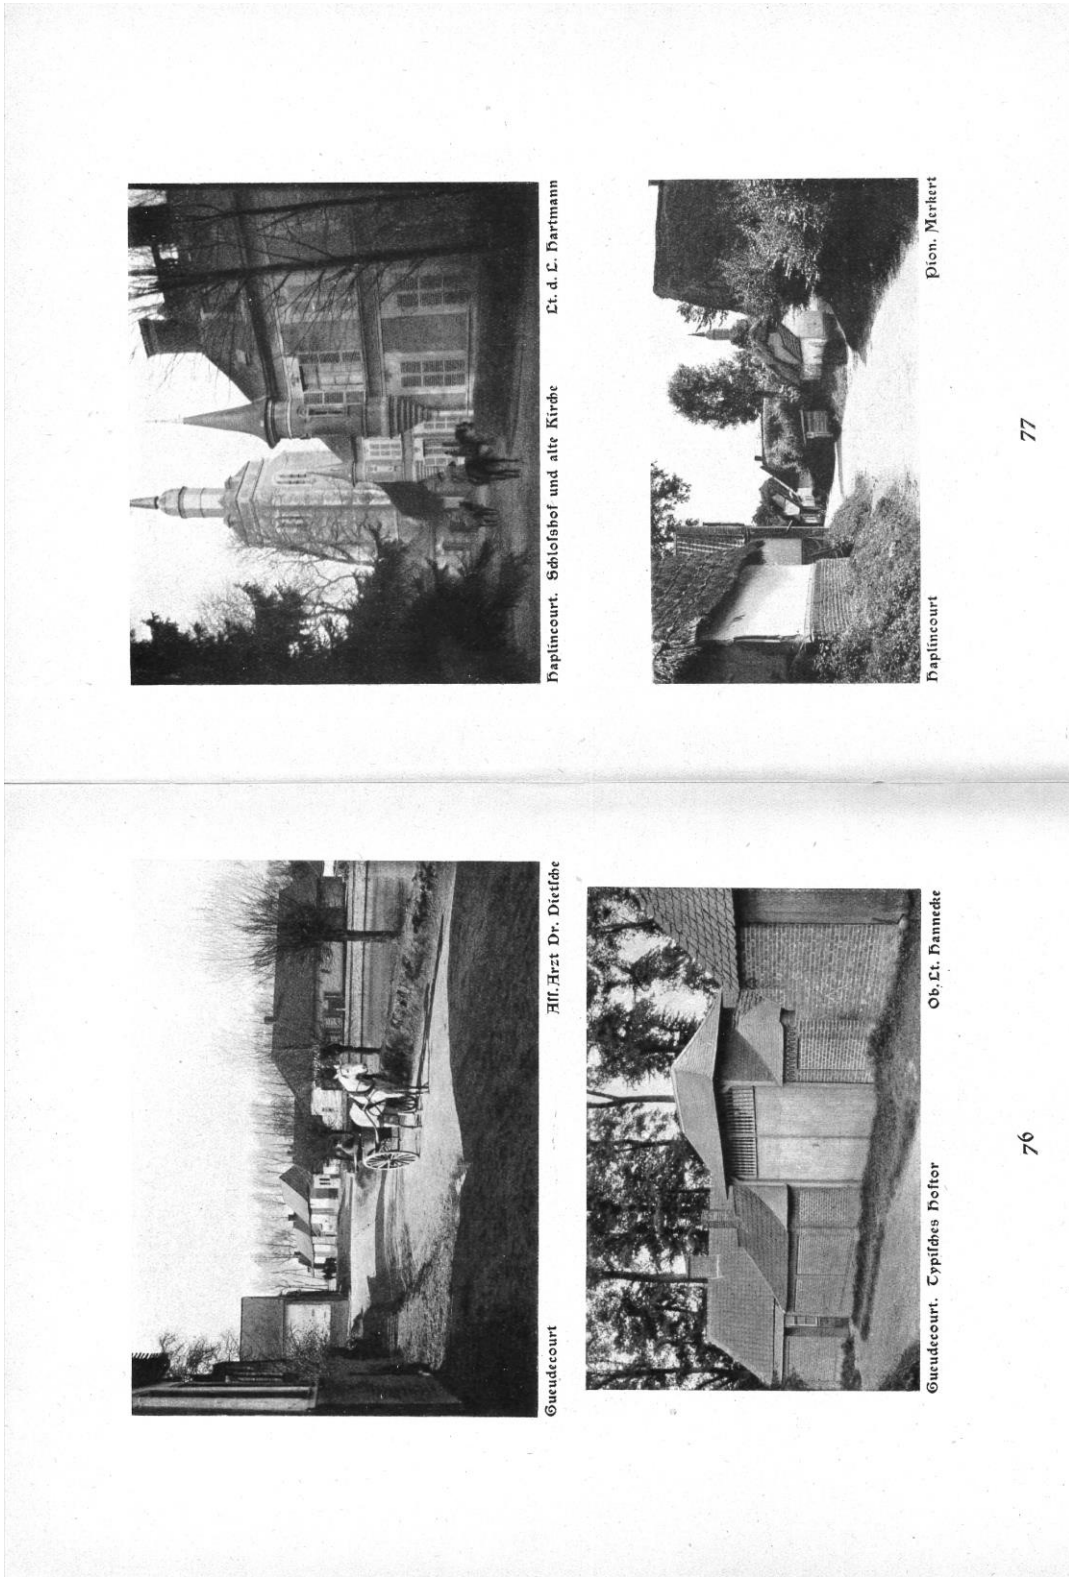 Gueudecourt Aſſ. Arzt Dr. Dietſche
Gueudecourt. Typiſches Hoftor Ob. Lt. Hannecke
76
Haplincourt. Schloſshof und alte Kirche Lt. d. L. Hartmann
Haplincourt Pion. Merkert
77